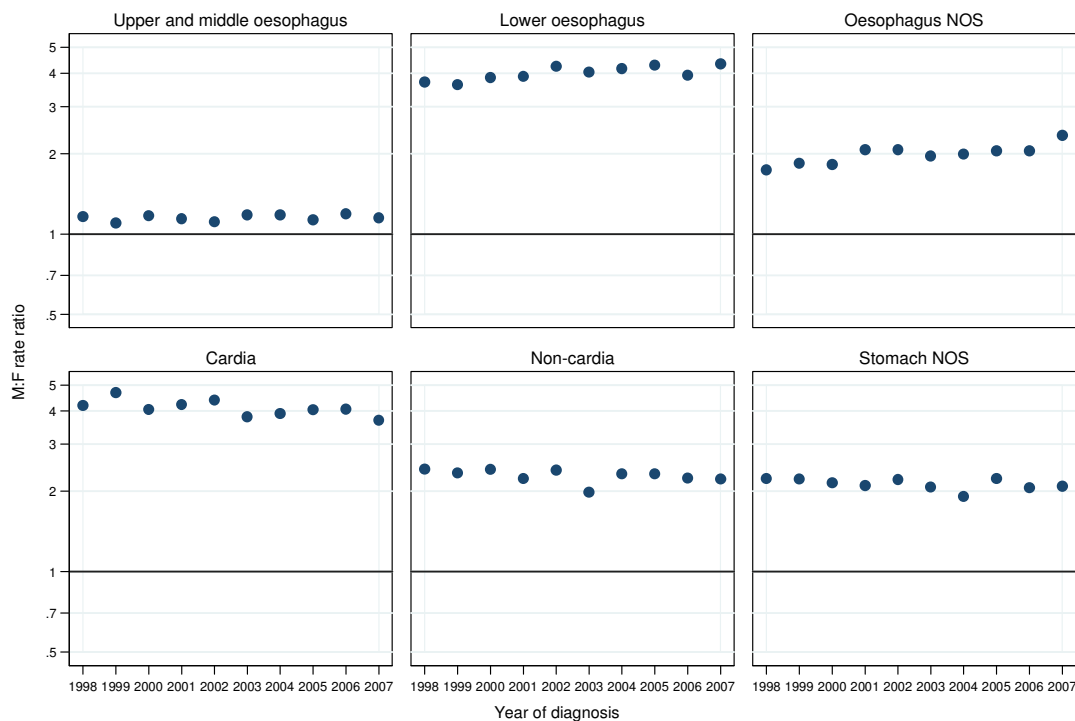 Upper and middle oesophagus
Lower oesophagus
Oesophagus NOS
5
4
3
2
1
.7
.5
Cardia
Non-cardia
Stomach NOS
5
4
3
2
1
.7
.5
M:F rate ratio
1998 1999 2000 2001 2002 2003 2004 2005 2006 2007
1998 1999 2000 2001 2002 2003 2004 2005 2006 2007
1998 1999 2000 2001 2002 2003 2004 2005 2006 2007
Year of diagnosis